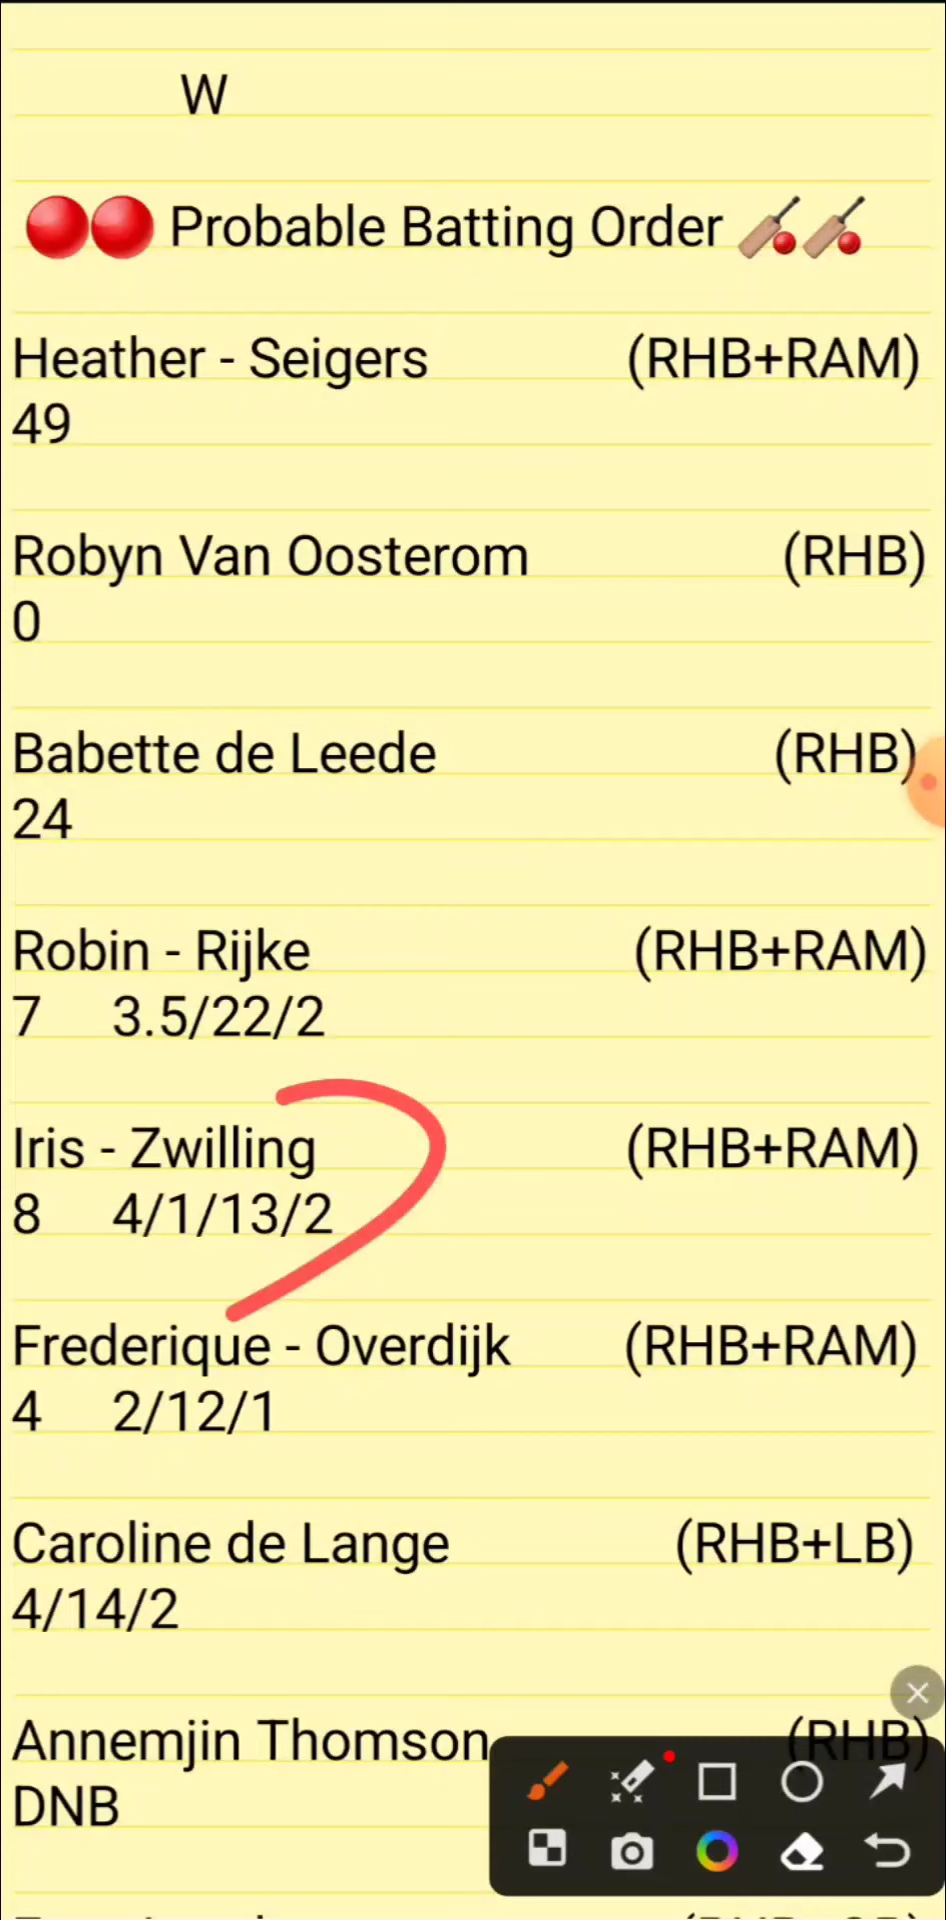 W
Probable Batting Order
Heather - Seigers (RHB+RAM)
49
Robyn Van Oosterom (RHB)
0
Babette de Leede (RHB)
24
Robin - Rijke (RHB+RAM)
7 3.5/22/2
Iris - Zwilling (RHB+RAM)
8 4/1/13/2
Frederique - Overdijk (RHB+RAM)
4 2/12/1
Caroline de Lange (RHB+LB)
4/14/2
Annemjin Thomson (RHB)
DNB